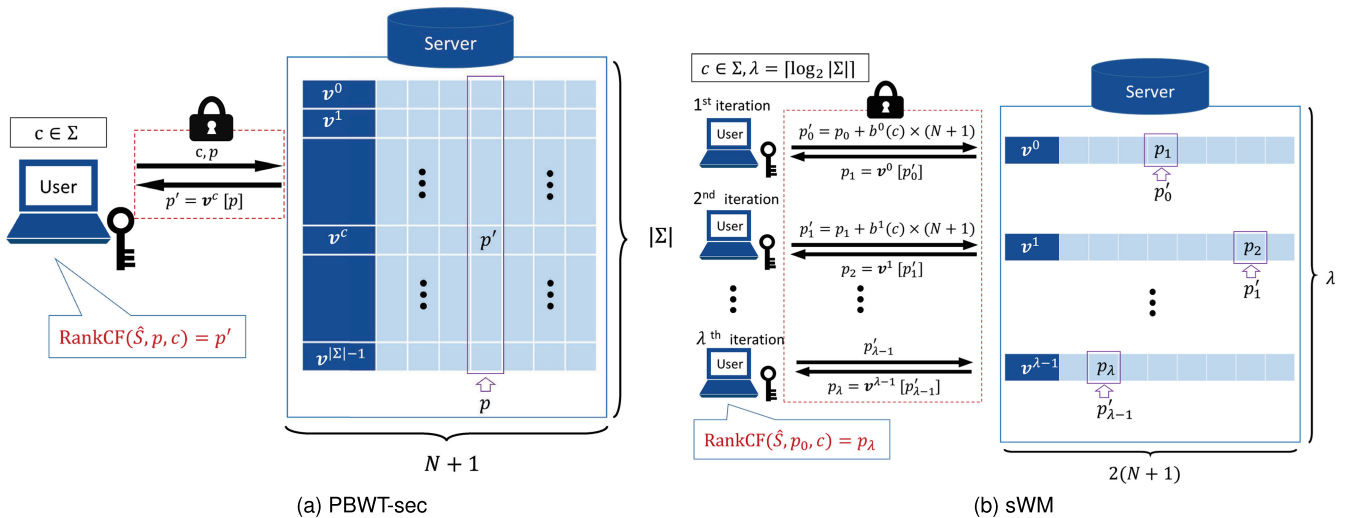 Server
c ∈ Σ
User
c, p
p′ = v^c [p]
RankCF(Ŝ, p, c) = p′
v^0
v^1
v^c
p′
v^{|Σ|−1}
p
|Σ|
N + 1
(a) PBWT-sec
c ∈ Σ, λ = ⌈log₂ |Σ|⌉
Server
1st iteration
User
p′_0 = p_0 + b^0(c) × (N + 1)
p_1 = v^0 [p′_0]
v^0
p_1
p′_0
2nd iteration
User
p′_1 = p_1 + b^1(c) × (N + 1)
p_2 = v^1 [p′_1]
v^1
p_2
p′_1
λ th iteration
User
p′_{λ−1}
p_λ = v^{λ−1} [p′_{λ−1}]
v^{λ−1}
p_λ
p′_{λ−1}
λ
RankCF(Ŝ, p_0, c) = p_λ
2(N + 1)
(b) sWM